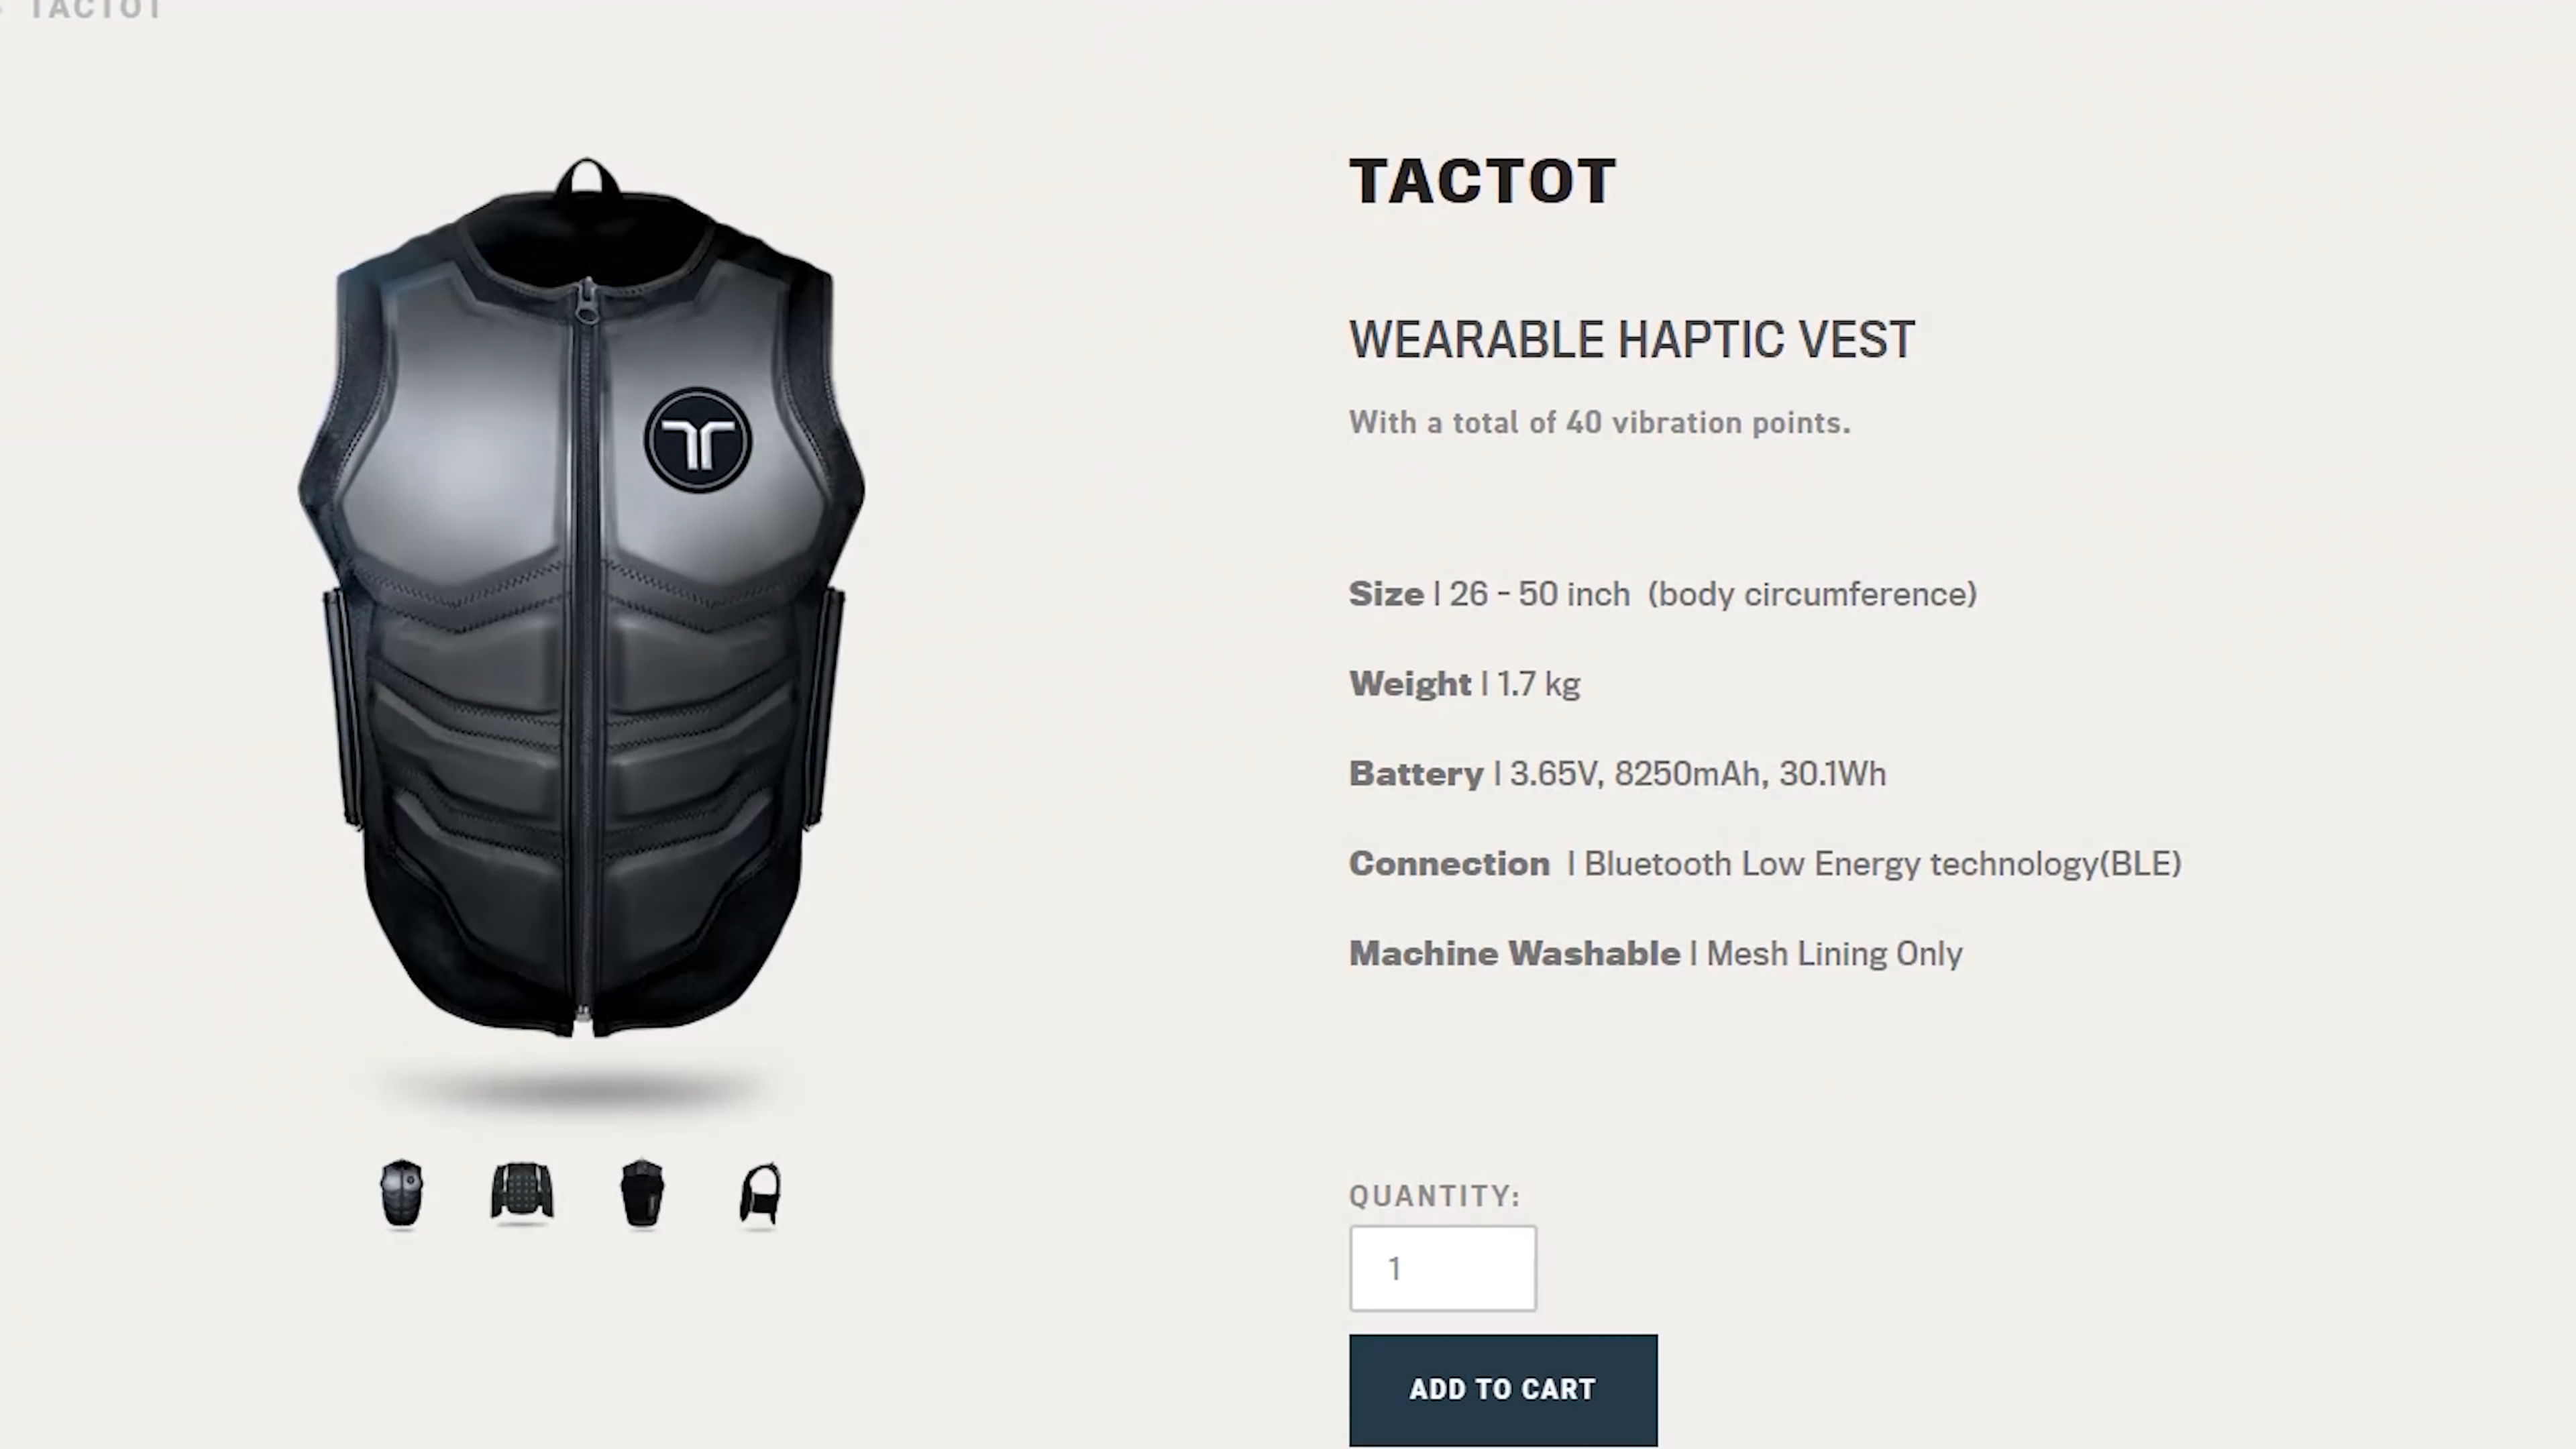 TACTOT
TACTOT
WEARABLE HAPTIC VEST
With a total of 40 vibration points.
Size | 26 - 50 inch (body circumference)
Weight | 1.7 kg
Battery | 3.65V, 8250mAh, 30.1Wh
Connection | Bluetooth Low Energy technology(BLE)
Machine Washable | Mesh Lining Only
QUANTITY:
1
ADD TO CART